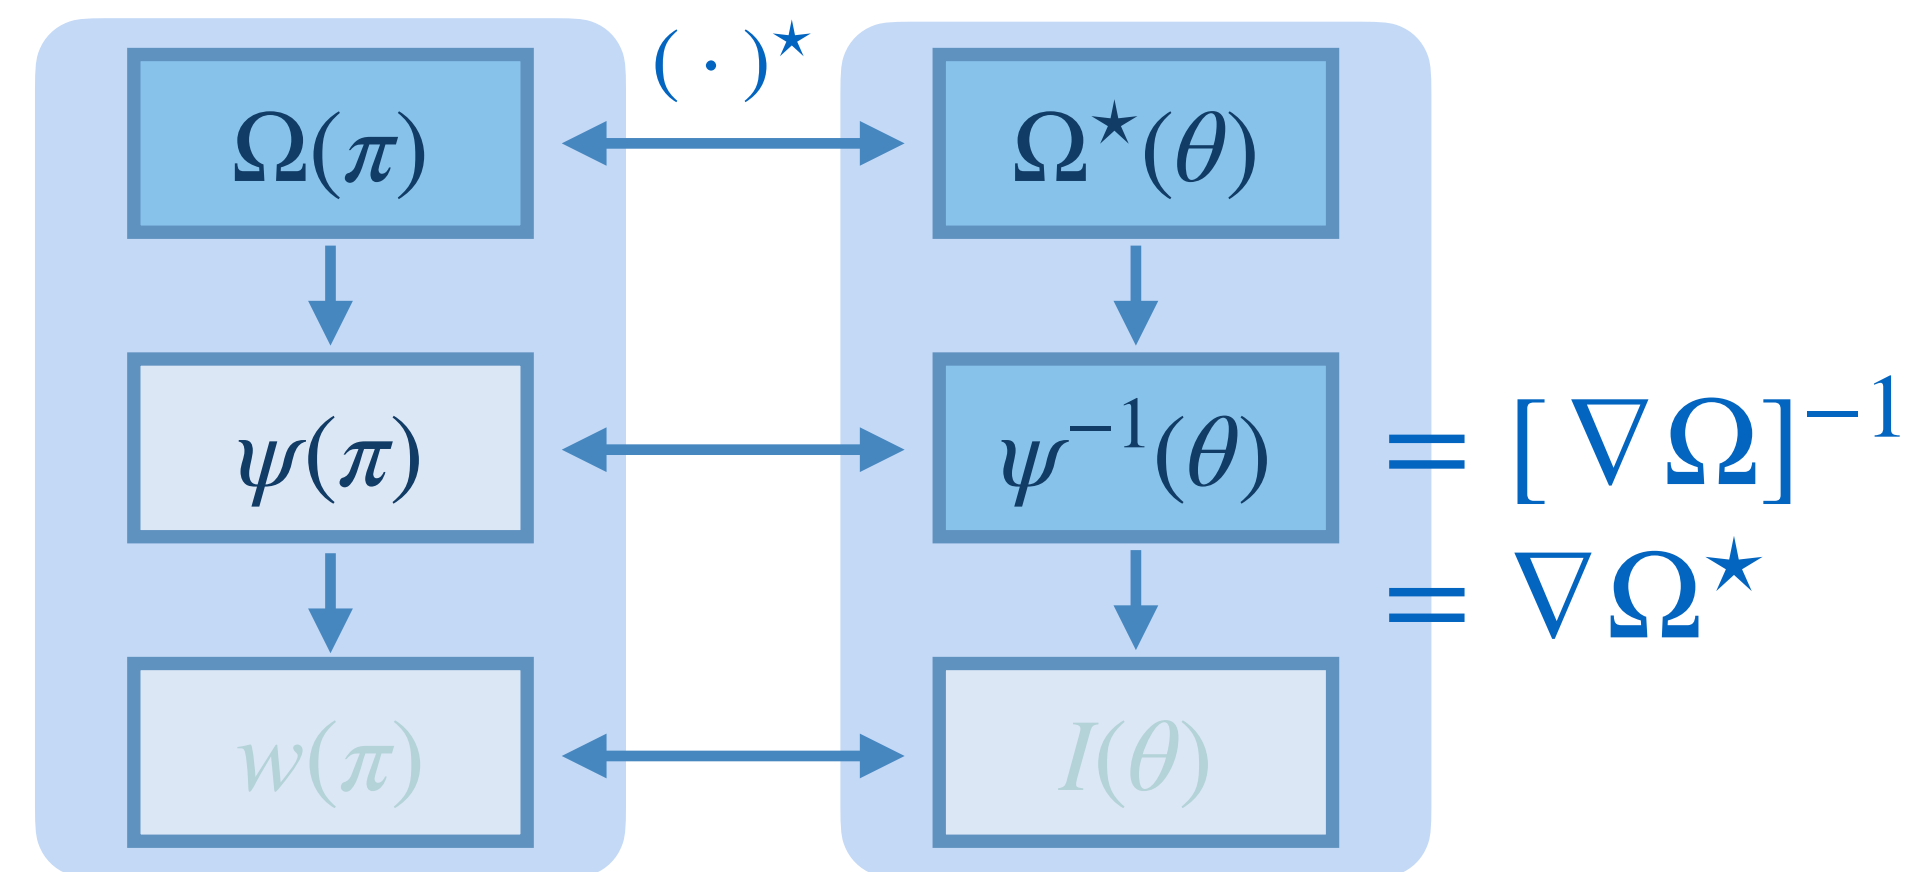 ( · )★
Ω(π) Ω★(θ)
ψ(π) ψ⁻¹(θ) = [∇Ω]⁻¹
= ∇Ω★
w(π) I(θ)